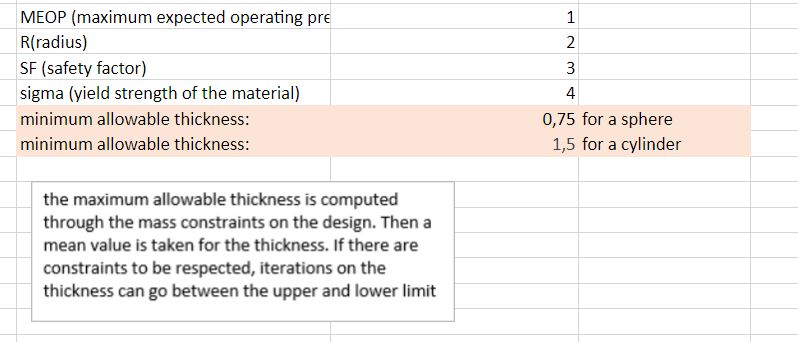 MEOP (maximum expected operating pre 1
R(radius) 2
SF (safety factor) 3
sigma (yield strength of the material) 4
minimum allowable thickness: 0,75 for a sphere
minimum allowable thickness: 1,5 for a cylinder
the maximum allowable thickness is computed
through the mass constraints on the design. Then a
mean value is taken for the thickness. If there are
constraints to be respected, iterations on the
thickness can go between the upper and lower limit